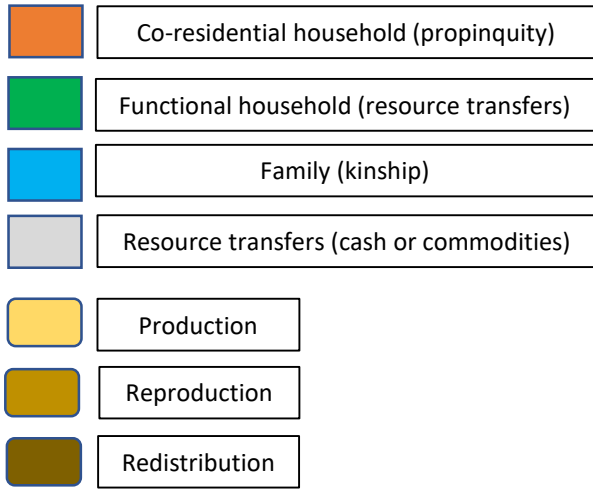 Co-residential household (propinquity)
Functional household (resource transfers)
Family (kinship)
Resource transfers (cash or commodities)
Production
Reproduction
Redistribution